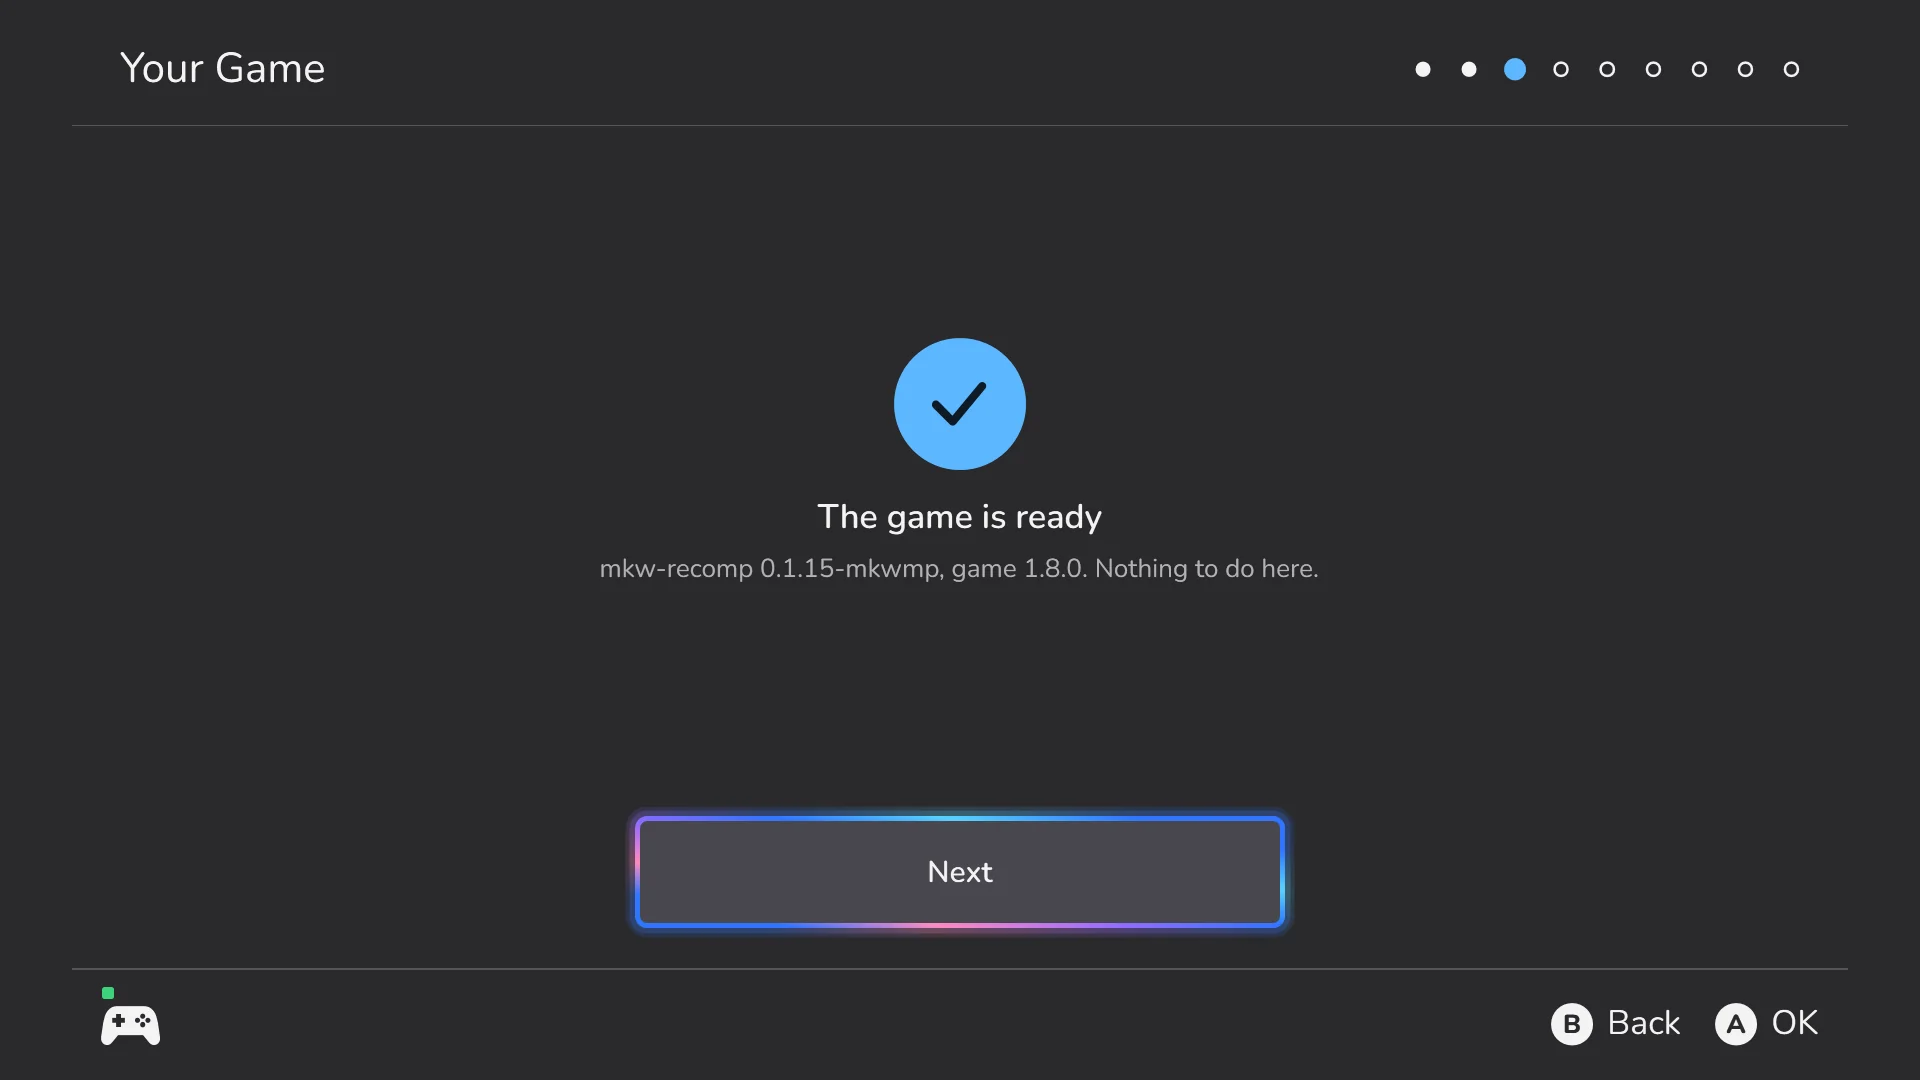 Your Game
The game is ready
mkw-recomp 0.1.15-mkwmp, game 1.8.0. Nothing to do here.
Next
B Back A OK